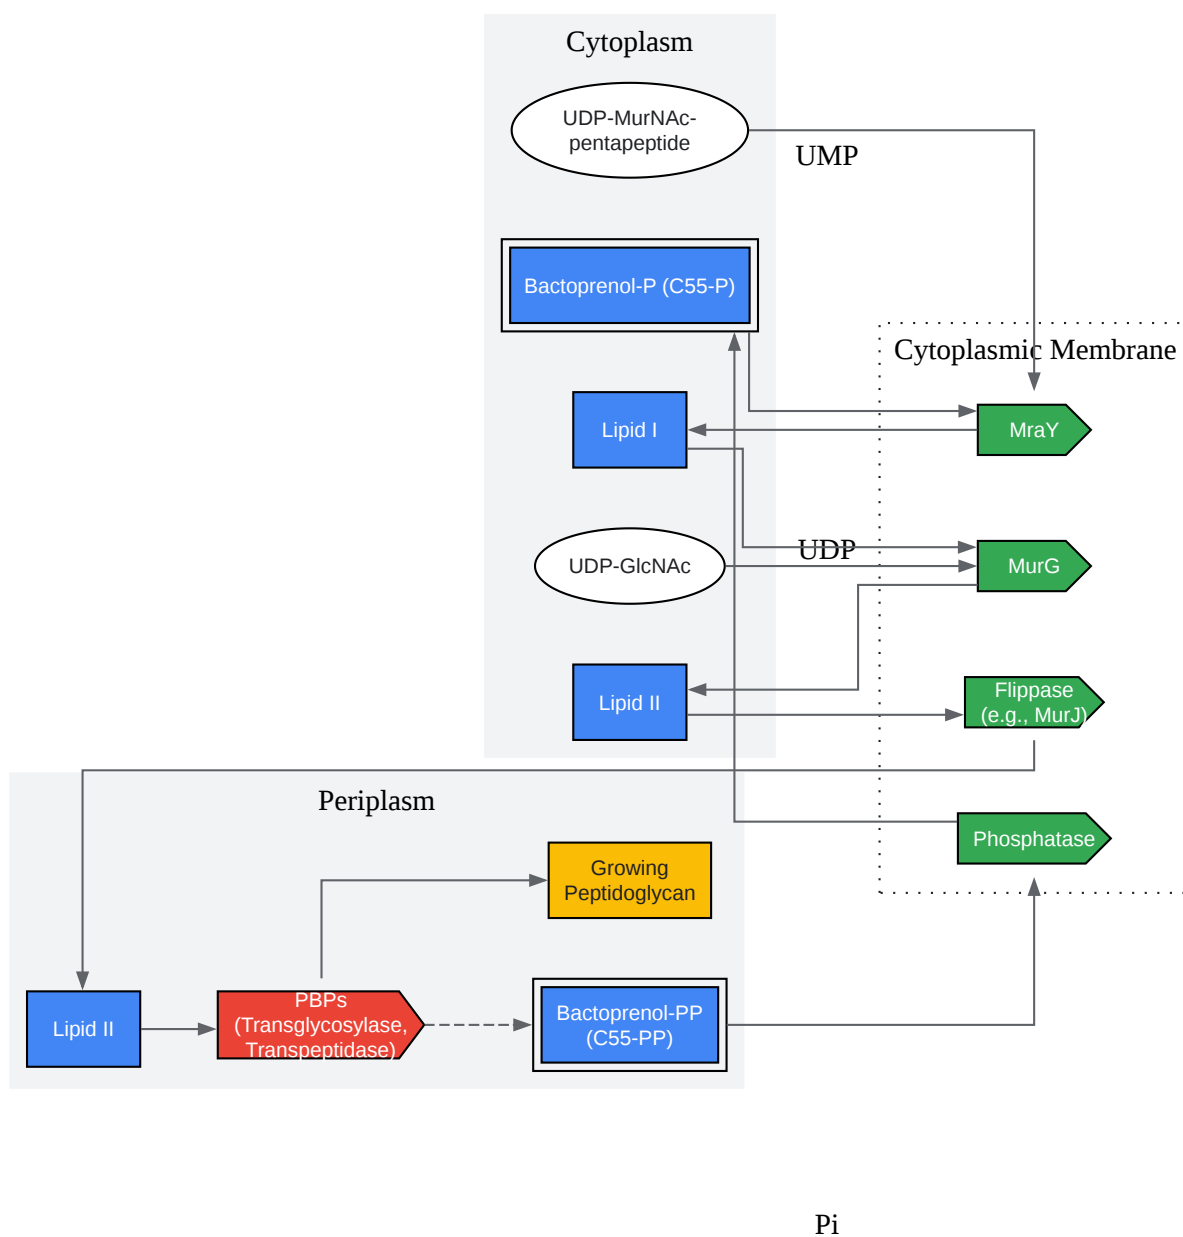 Cytoplasm
UDP-MurNAc-
pentapeptide
UMP
Bactoprenol-P (C55-P)
Cytoplasmic Membrane
Lipid I
MraY
UDP
UDP-GlcNAc
MurG
Lipid II
Flippase
(e.g., MurJ)
Periplasm
Phosphatase
Growing
Peptidoglycan
Lipid II
PBPs
(Transglycosylase,
Transpeptidase)
Bactoprenol-PP
(C55-PP)
Pi